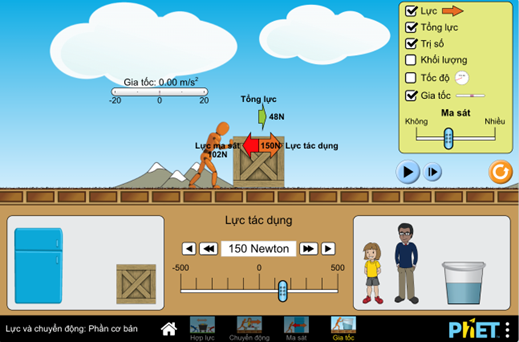 Lực
Tổng lực
Trị số
Khối lượng
Tốc độ
Gia tốc
Ma sát
Không Nhiều
Gia tốc: 0.00 m/s²
-20 0 20
Tổng lực
48N
Lực ma sát 150N Lực tác dụng
102N
Lực tác dụng
150 Newton
-500 0 500
Lực và chuyển động: Phần cơ bản
Hợp lực Chuyển động Ma sát Gia tốc
PhET